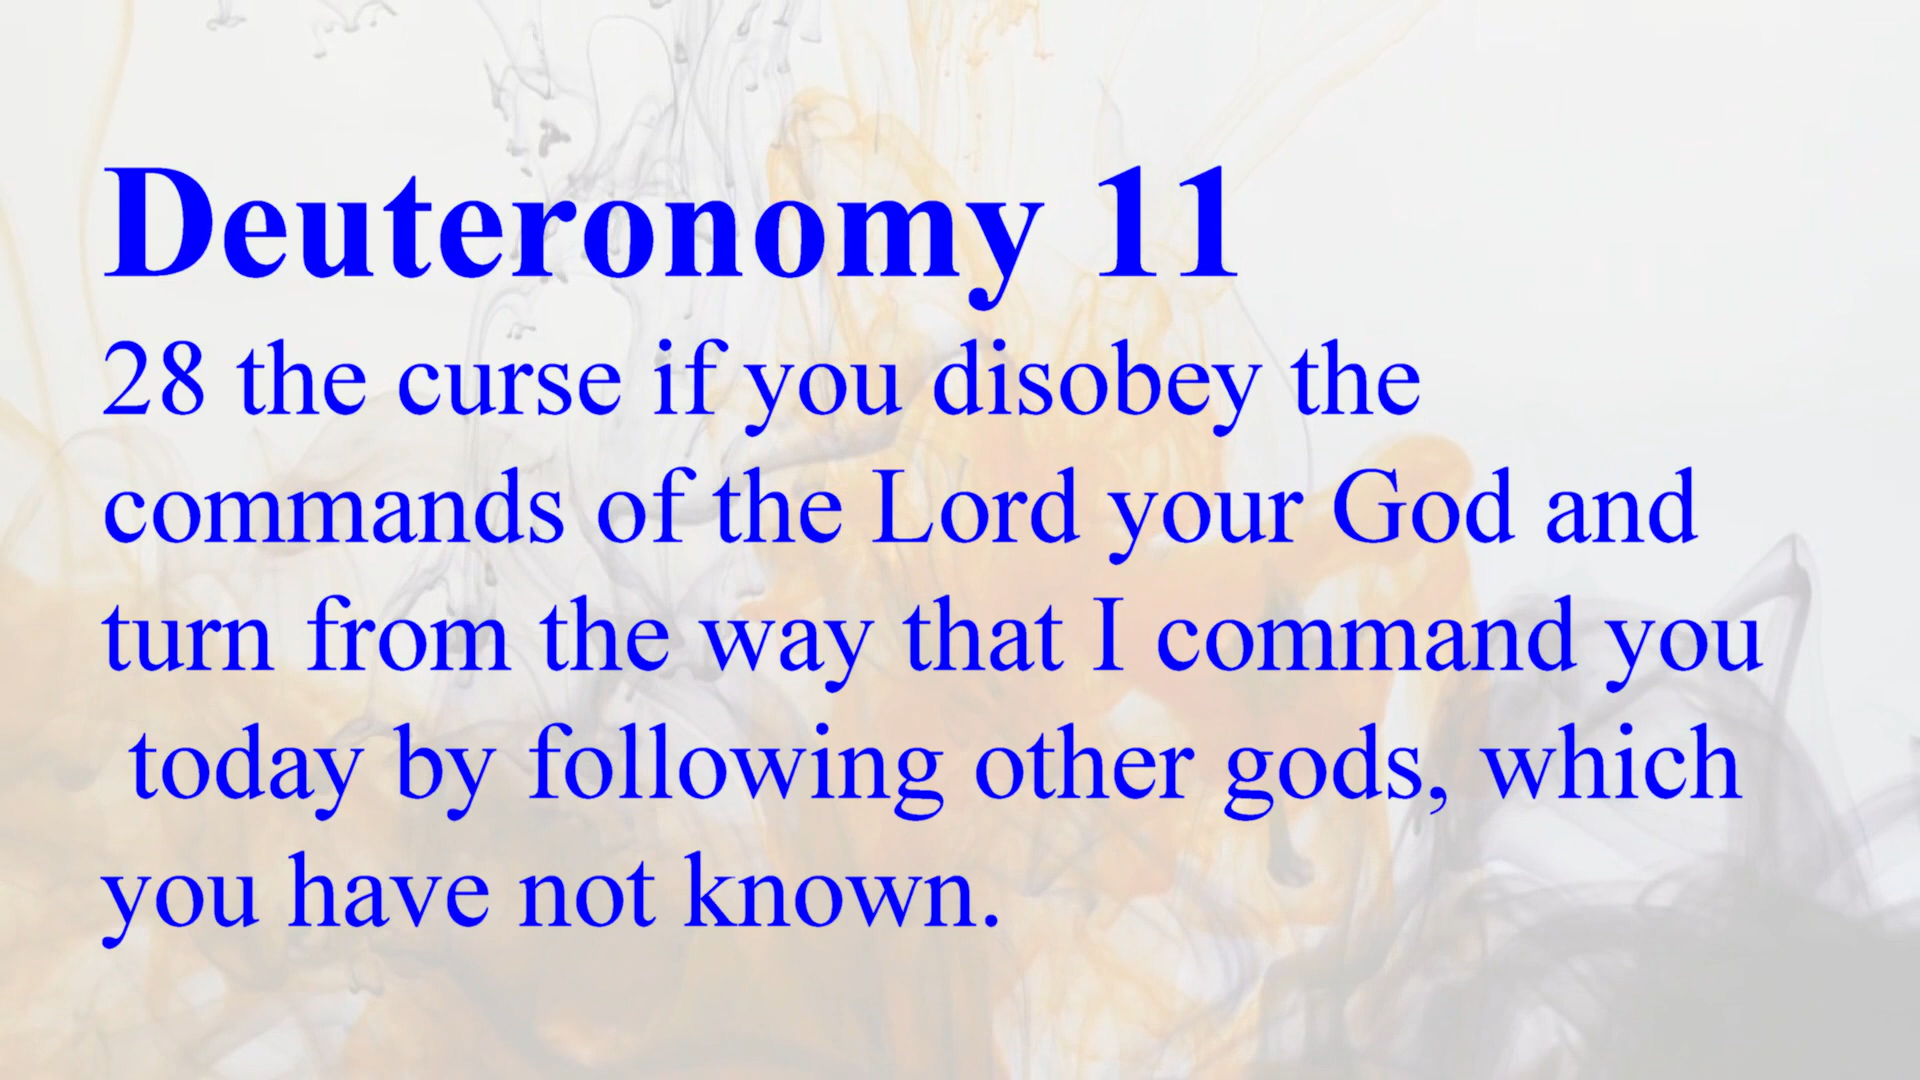 Deuteronomy 11
28 the curse if you disobey the
commands of the Lord your God and
turn from the way that I command you
today by following other gods, which
you have not known.